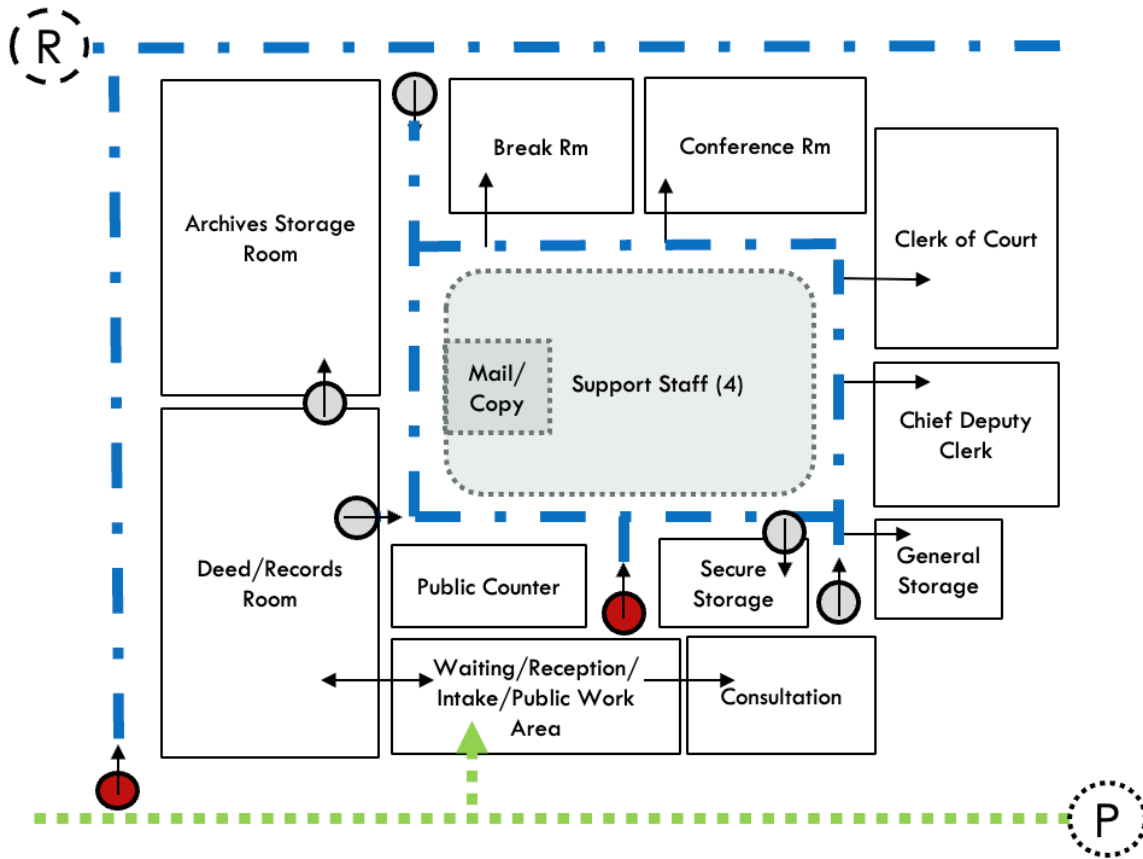 R
Break Rm
Conference Rm
Archives Storage
Room
Clerk of Court
Mail/
Copy
Support Staff (4)
Chief Deputy
Clerk
Deed/Records
Room
Public Counter
Secure
Storage
General
Storage
Waiting/Reception/
Intake/Public Work
Area
Consultation
P